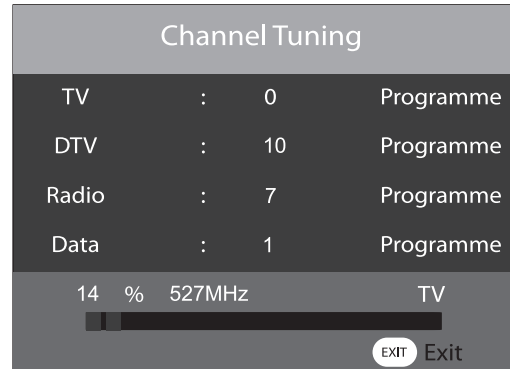 Channel Tuning
TV : 0 Programme
DTV : 10 Programme
Radio : 7 Programme
Data : 1 Programme
14 % 527MHz TV
EXIT Exit